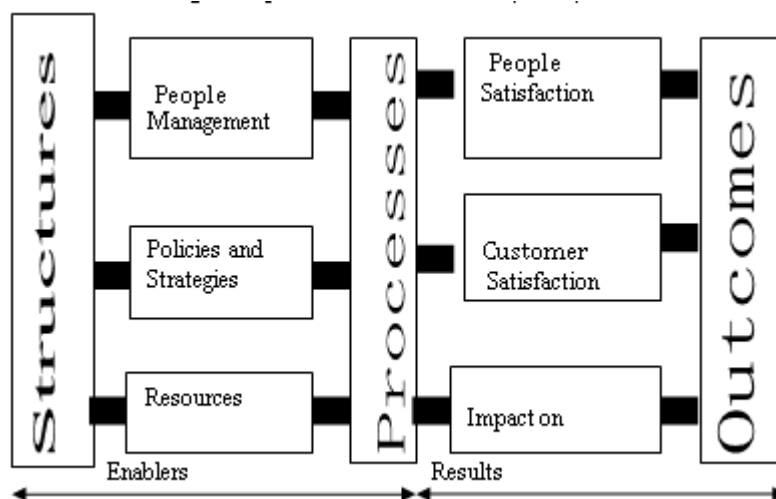 Structures
People
Management
Policies and
Strategies
Resources
Processes
People
Satisfaction
Customer
Satisfaction
Impact on
Outcomes
Enablers
Results